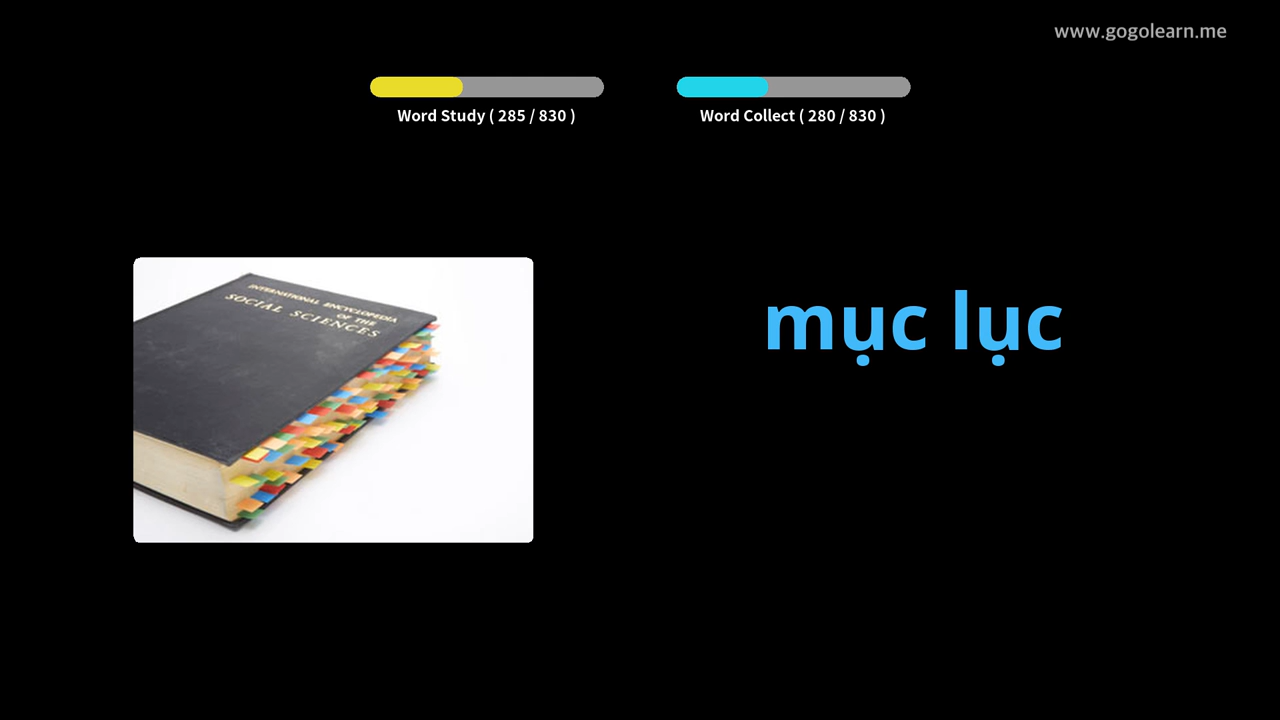 www.gogolearn.me
Word Study ( 285 / 830 )
Word Collect ( 280 / 830 )
INTERNATIONAL ENCYCLOPEDIA
OF THE
SOCIAL SCIENCES
mục lục